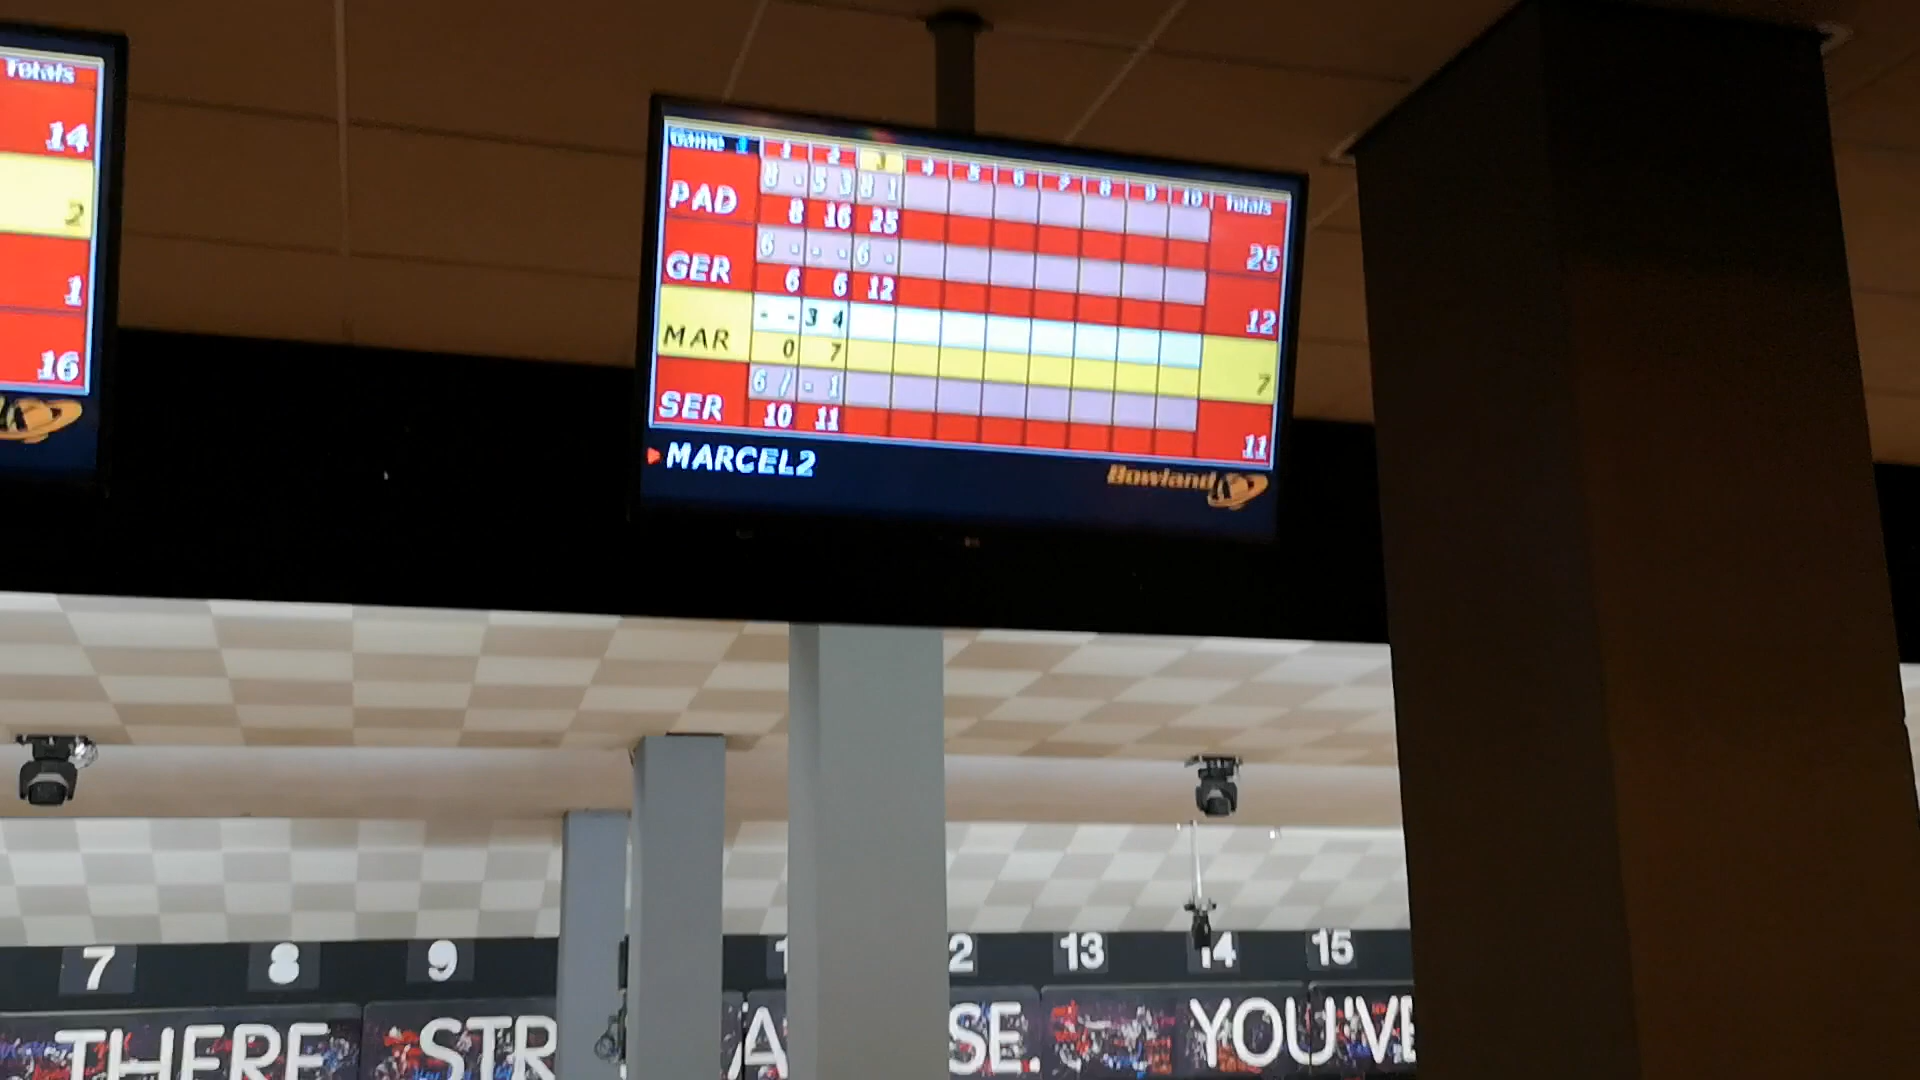 Totals
14
2
1
16
Game 1 1 2 3 4 5 6 7 8 9 10 Totals
8 - 5 3 8 1
PAD 8 16 25 25
6 - - - 6 -
GER 6 6 12 12
- - 3 4
MAR 0 7 7
6 / - 1
SER 10 11 11
MARCEL2
Bowland
7 8 9 13 14 15
THERE SE. YOU'VE